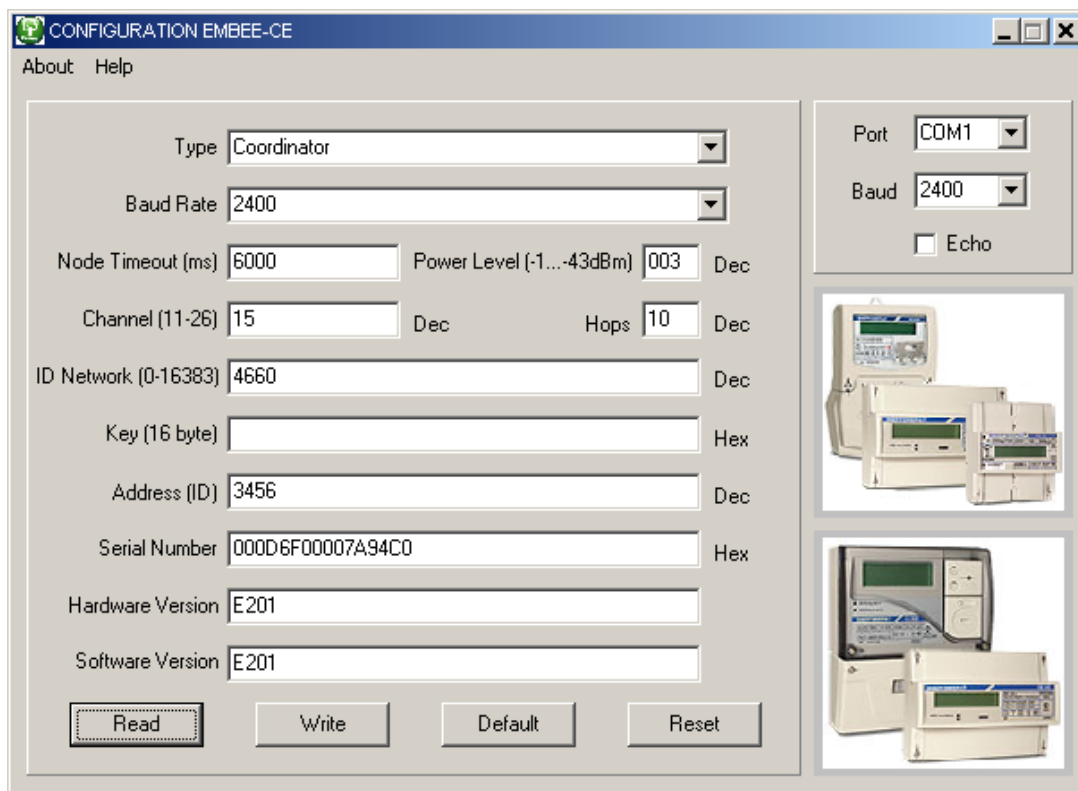 CONFIGURATION EMBEE-CE
About Help
Type Coordinator
Baud Rate 2400
Node Timeout (ms) 6000 Power Level (-1...-43dBm) 003 Dec
Channel (11-26) 15 Dec Hops 10 Dec
ID Network (0-16383) 4660 Dec
Key (16 byte) Hex
Address (ID) 3456 Dec
Serial Number 000D6F00007A94C0 Hex
Hardware Version E201
Software Version E201
Read Write Default Reset
Port COM1
Baud 2400
Echo